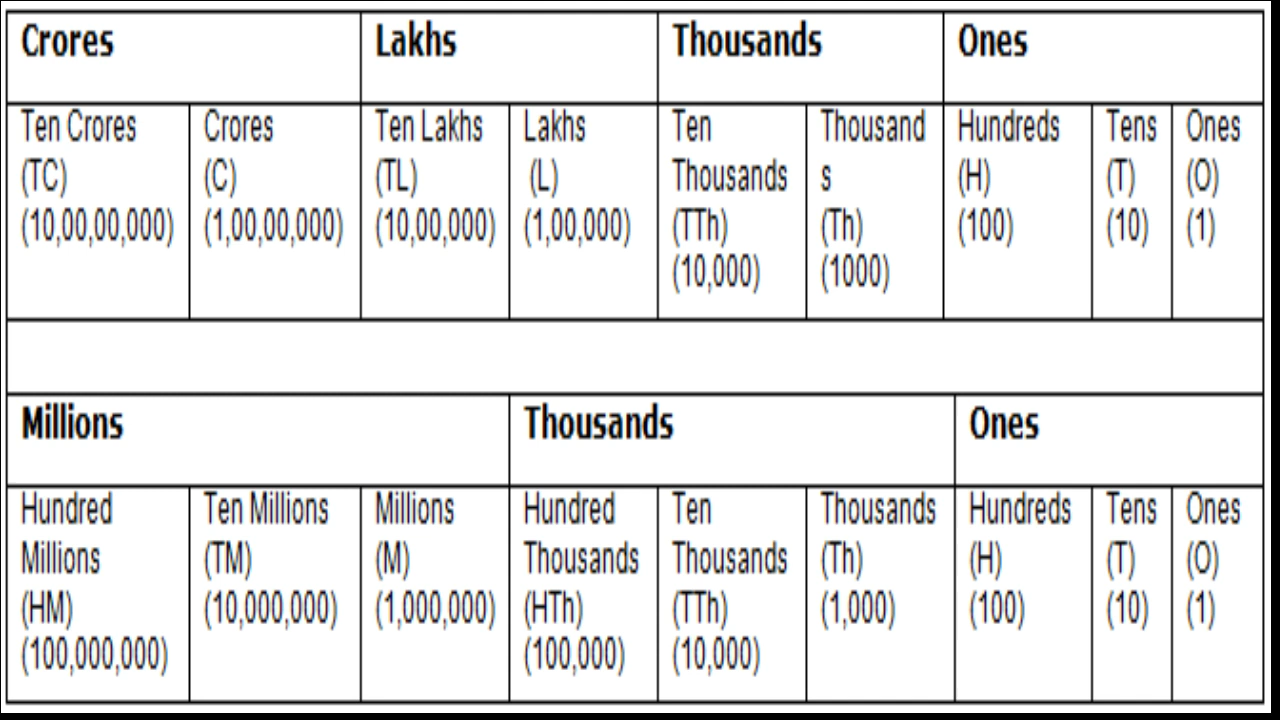 Crores Lakhs Thousands Ones
Ten Crores
(TC)
(10,00,00,000)
Crores
(C)
(1,00,00,000)
Ten Lakhs
(TL)
(10,00,000)
Lakhs
(L)
(1,00,000)
Ten
Thousands
(TTh)
(10,000)
Thousand
s
(Th)
(1000)
Hundreds
(H)
(100)
Tens
(T)
(10)
Ones
(O)
(1)
Millions Thousands Ones
Hundred
Millions
(HM)
(100,000,000)
Ten Millions
(TM)
(10,000,000)
Millions
(M)
(1,000,000)
Hundred
Thousands
(HTh)
(100,000)
Ten
Thousands
(TTh)
(10,000)
Thousands
(Th)
(1,000)
Hundreds
(H)
(100)
Tens
(T)
(10)
Ones
(O)
(1)